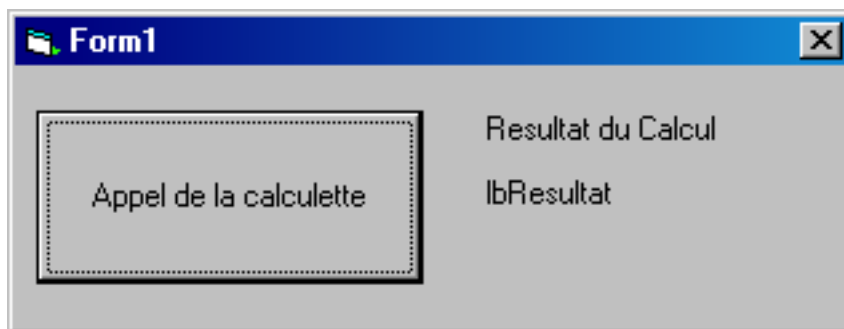 Form1
Appel de la calculette
Resultat du Calcul
lbResultat